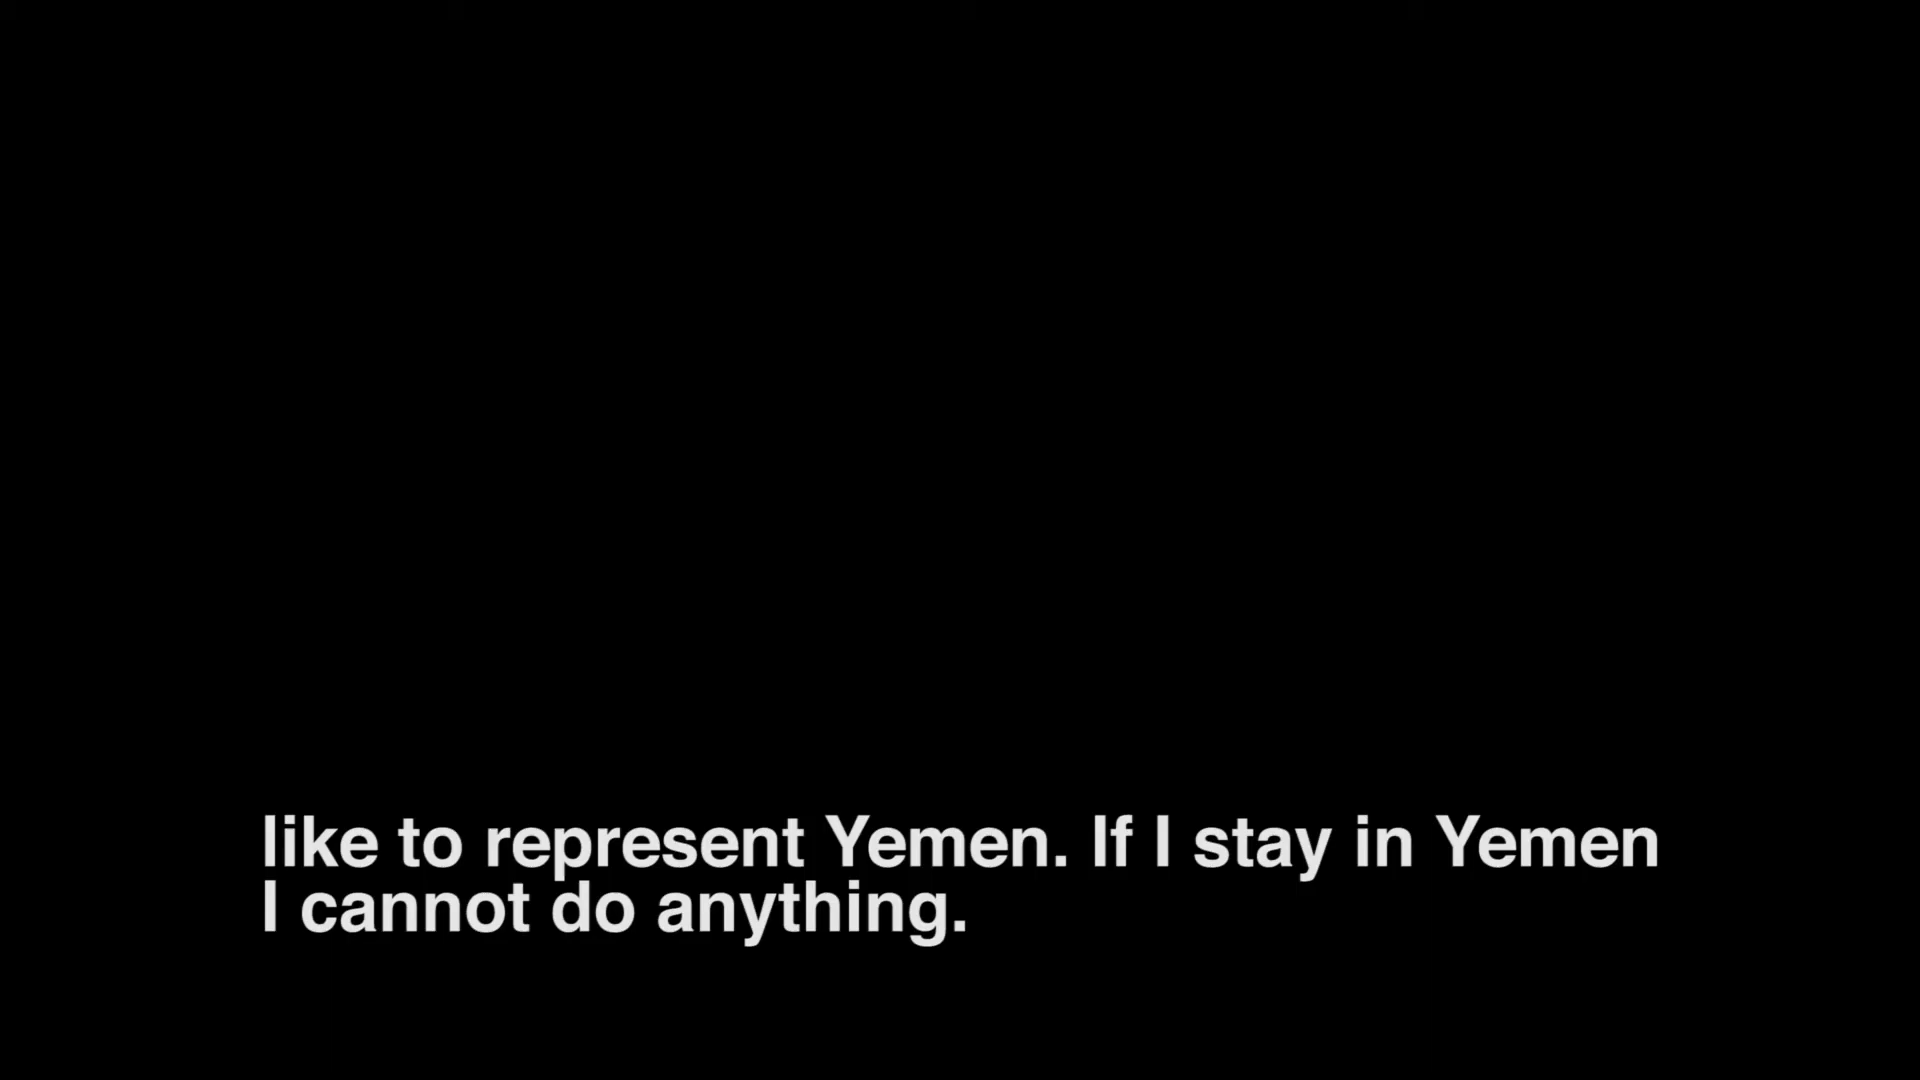 like to represent Yemen. If I stay in Yemen
I cannot do anything.